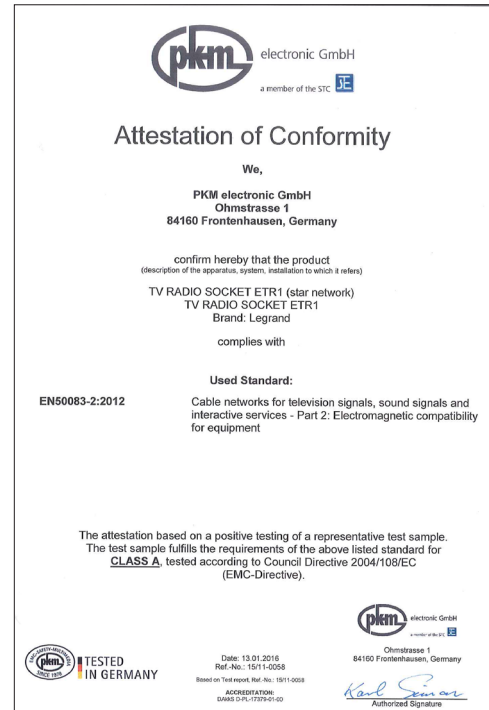 pkm
electronic GmbH
a member of the STC
Attestation of Conformity
We,
PKM electronic GmbH
Ohmstrasse 1
84160 Frontenhausen, Germany
confirm hereby that the product
(description of the apparatus, system, installation to which it refers)
TV RADIO SOCKET ETR1 (star network)
TV RADIO SOCKET ETR1
Brand: Legrand
complies with
Used Standard:
EN50083-2:2012
Cable networks for television signals, sound signals and
interactive services - Part 2: Electromagnetic compatibility
for equipment
The attestation based on a positive testing of a representative test sample.
The test sample fulfills the requirements of the above listed standard for
CLASS A, tested according to Council Directive 2004/108/EC
(EMC-Directive).
pkm
electronic GmbH
a member of the STC
Ohmstrasse 1
84160 Frontenhausen, Germany
EMC-SAFETY-MULTIMEDIA
pkm
SINCE 1978
TESTED
IN GERMANY
Date: 13.01.2016
Ref.-No.: 15/11-0058
Based on Test report, Ref.-No.: 15/11-0058
ACCREDITATION:
DAkkS D-PL-17379-01-00
Authorized Signature